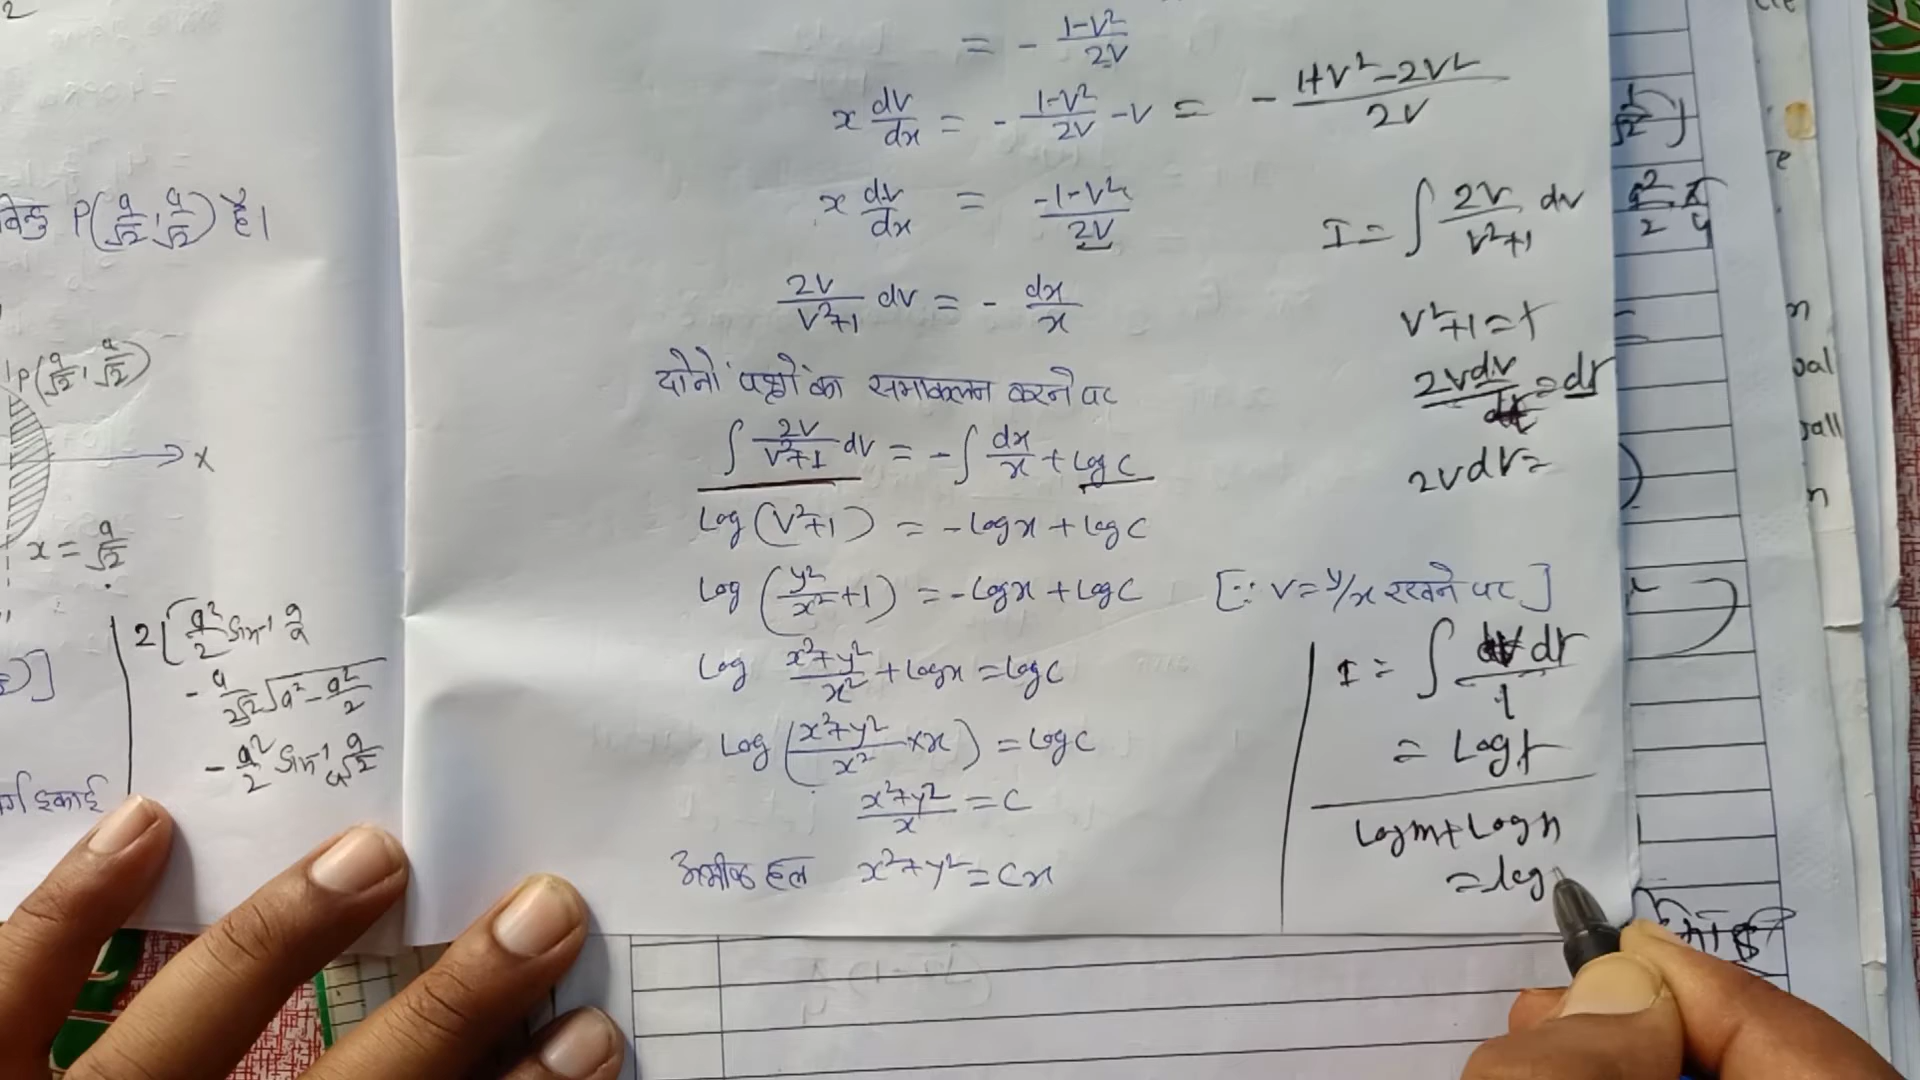 P(a/√2, a/√2) है।
P(a/√2, a/√2)
x
x = a/√2
2[a²/2 sin⁻¹ a/a
- a/2√2 √a² - a²/2
- a²/2 sin⁻¹ a/√2
इकाई
= - 1-v²/2v
x dv/dx = - 1-v²/2v - v = - 1+v²-2v²/2v
x dv/dx = -1-v²/2v
2v/v²+1 dv = - dx/x
दोनों पक्षों का समाकलन करने पर
∫ 2v/v²+1 dv = -∫ dx/x + log c
log (v²+1) = -log x + log c
log (y²/x² + 1) = -log x + log c [∵ v = y/x रखने पर]
log x²+y²/x² + log x = log c
log (x²+y²/x² × x) = log c
x²+y²/x = c
अभीष्ट हल x²+y² = cx
I = ∫ 2v/v²+1 dv
v²+1 = t
2vdv = dt
2vdv =
I = ∫ dt/t
= log t
log m + log n
= log
a²/2 π/4